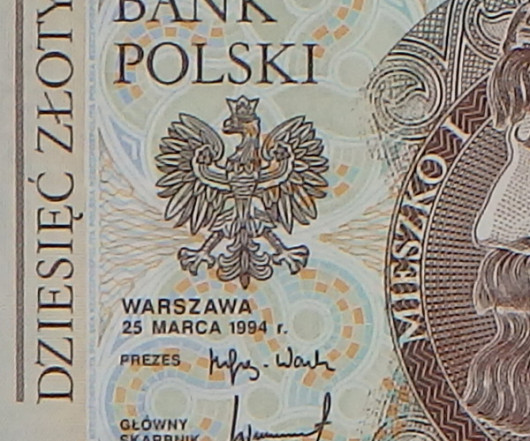 BANK
POLSKI
DZIESIĘĆ ZŁOTY
MIESZKO I
WARSZAWA
25 MARCA 1994 r.
PREZES
GŁÓWNY
SKARBNIK